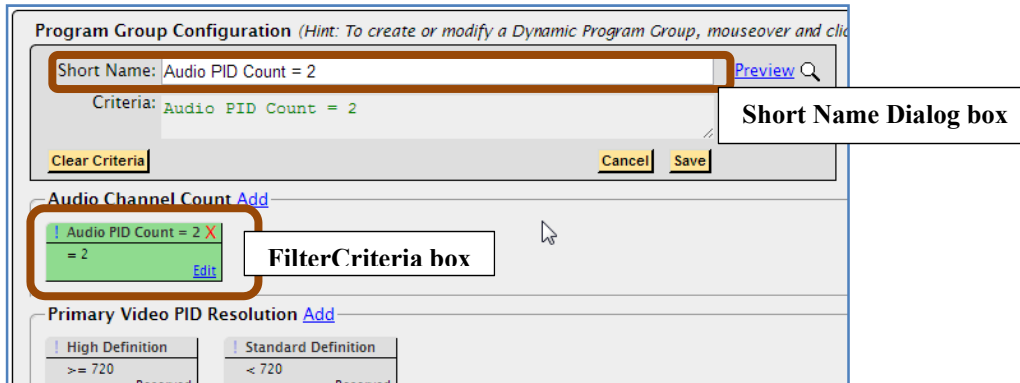 Program Group Configuration (Hint: To create or modify a Dynamic Program Group, mouseover and clic
Short Name: Audio PID Count = 2 Preview
Criteria: Audio PID Count = 2
Short Name Dialog box
Clear Criteria Cancel Save
Audio Channel Count Add
! Audio PID Count = 2 X
= 2
Edit
FilterCriteria box
Primary Video PID Resolution Add
! High Definition ! Standard Definition
>= 720 < 720
Reserved Reserved